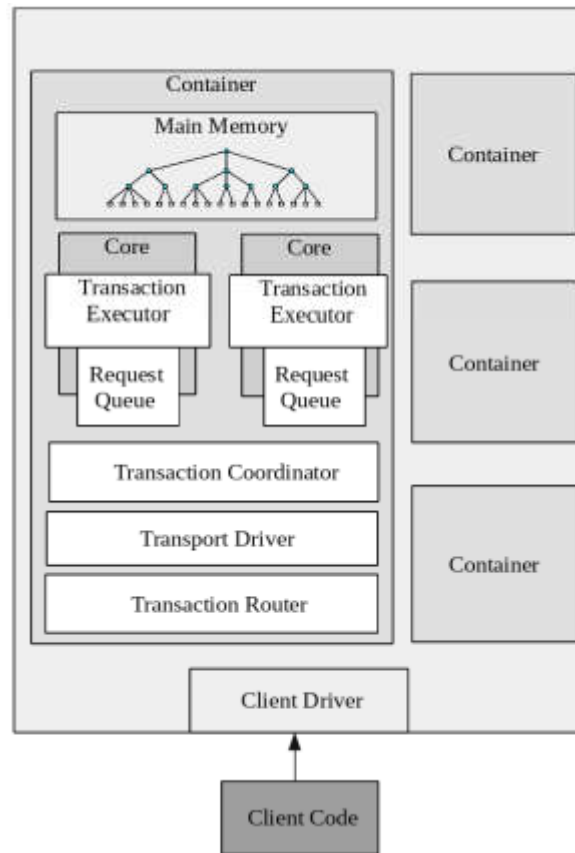 Container
Main Memory
Core
Transaction
Executor
Request
Queue
Core
Transaction
Executor
Request
Queue
Transaction Coordinator
Transport Driver
Transaction Router
Container
Container
Container
Client Driver
Client Code